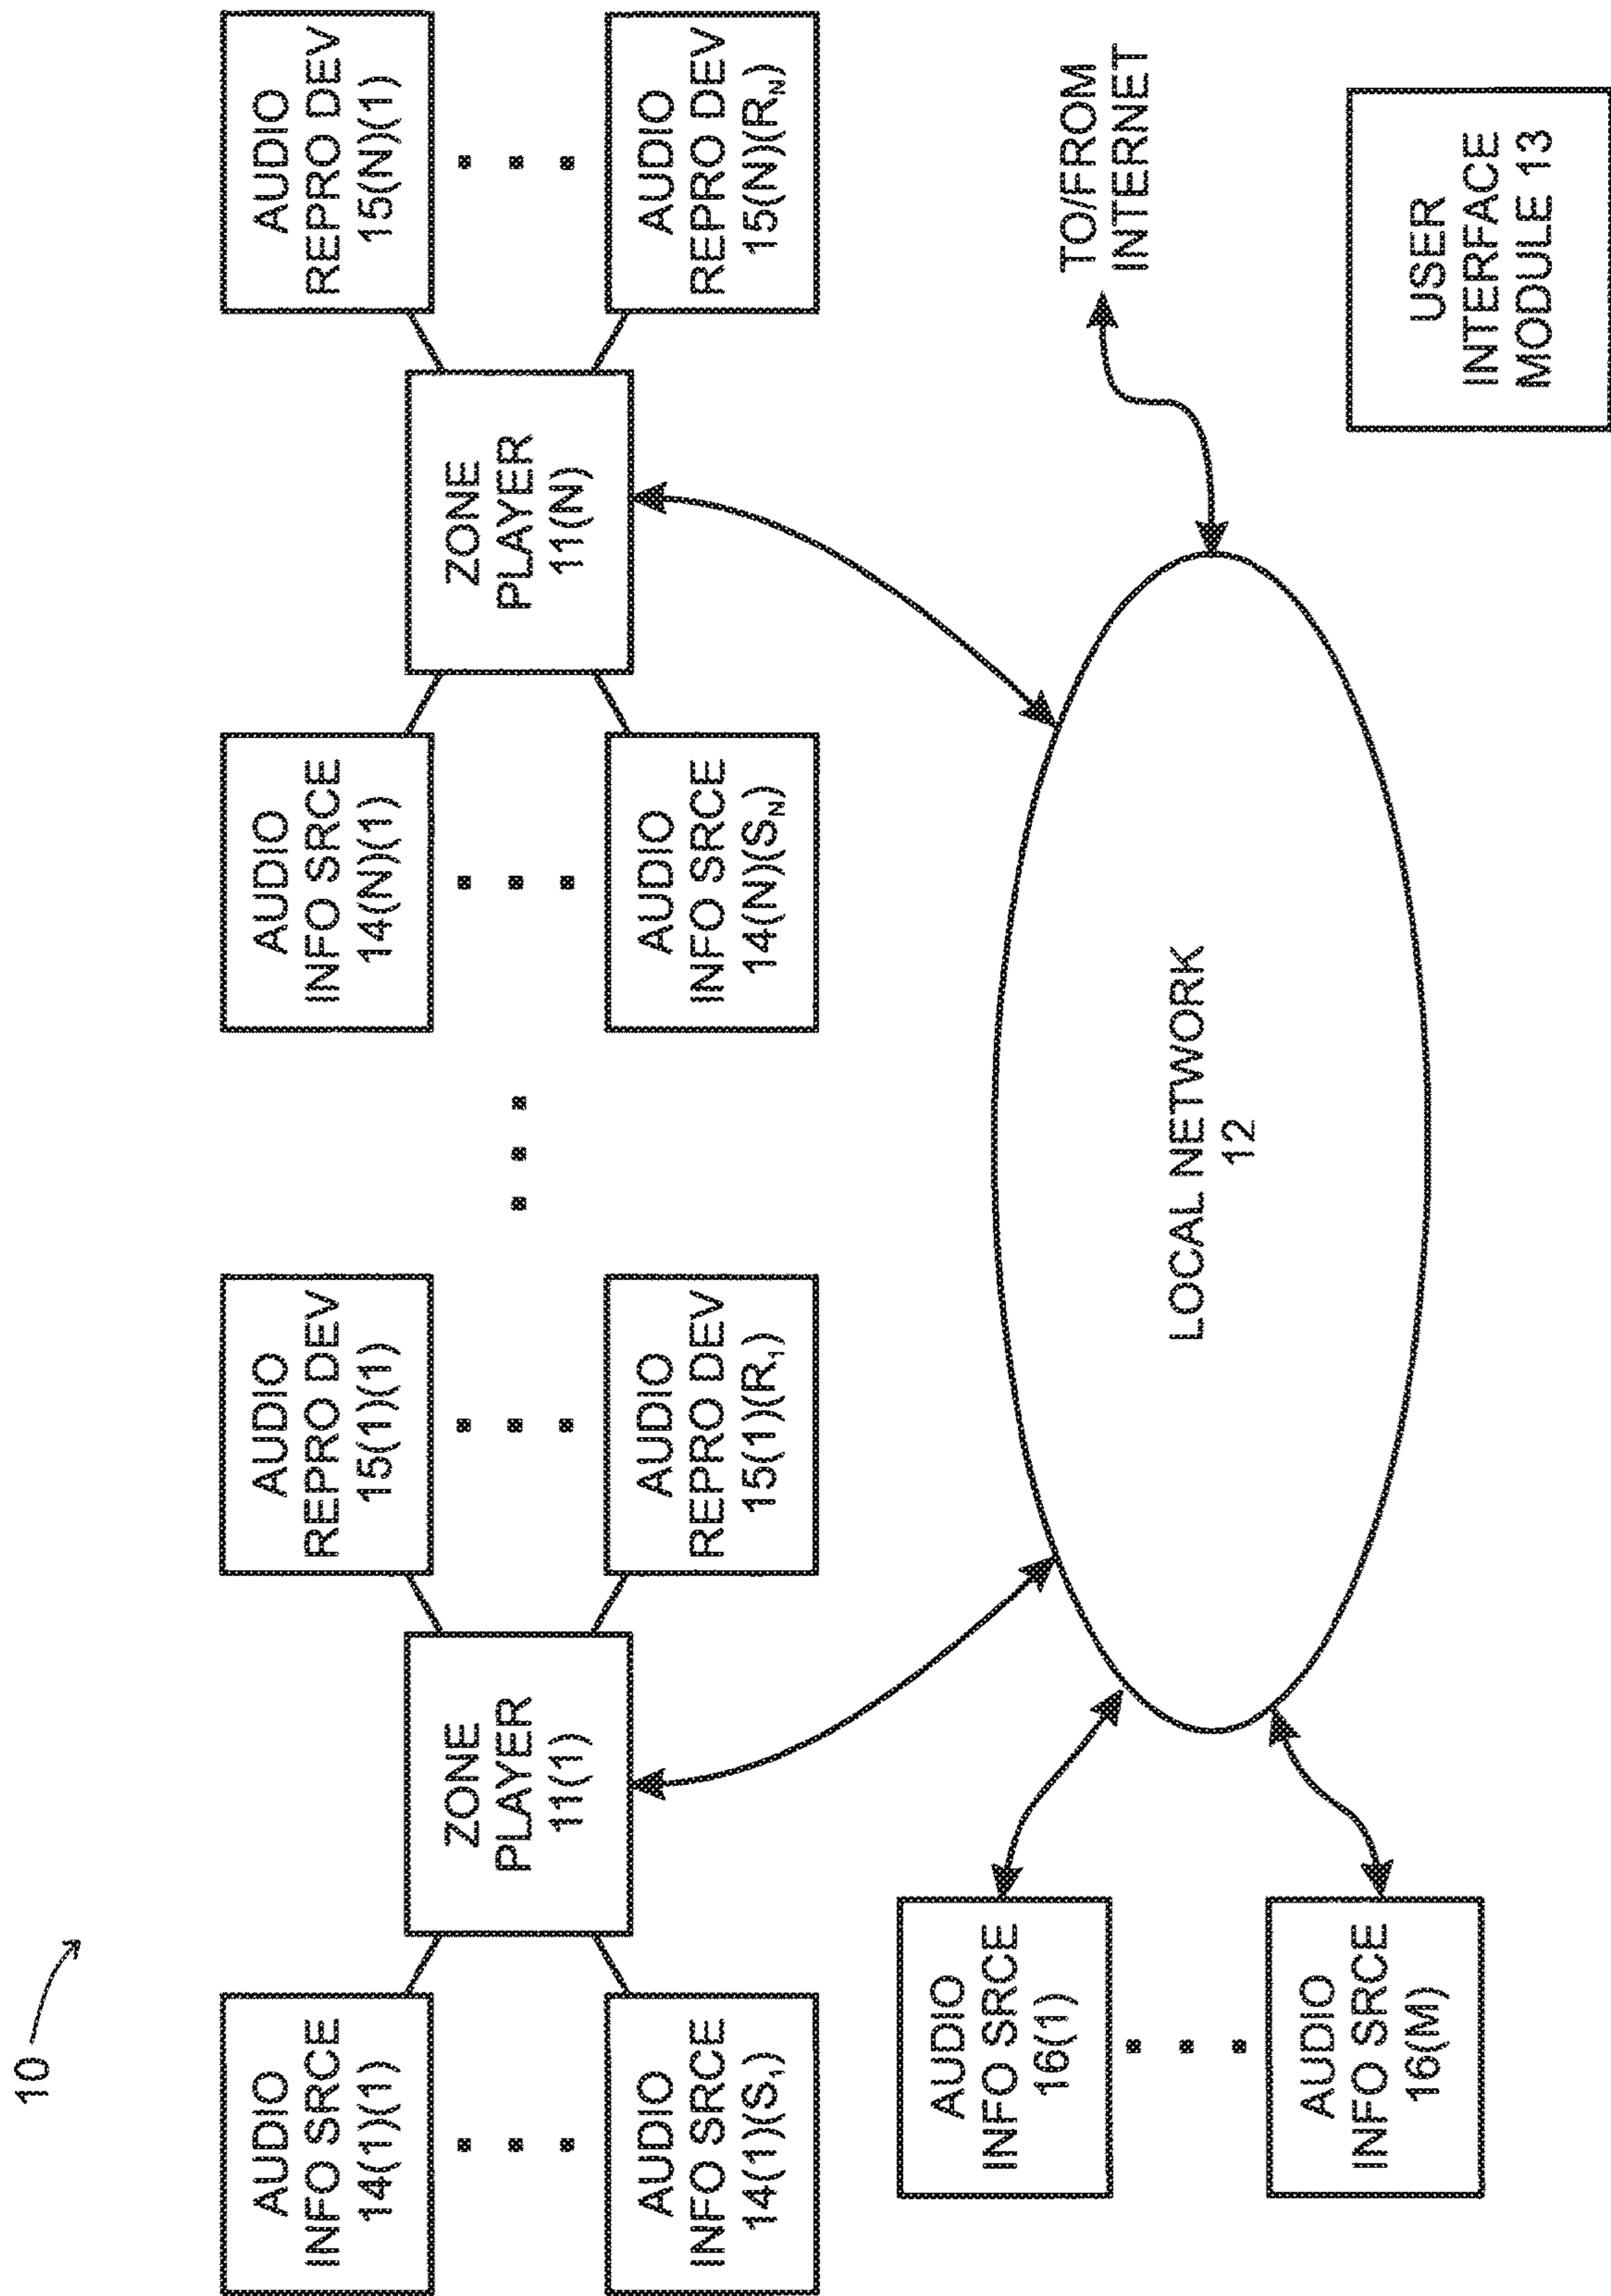 10
AUDIO
INFO SRCE
14(1)(1)
AUDIO
INFO SRCE
14(1)(S₁)
ZONE
PLAYER
11(1)
AUDIO
REPRO DEV
15(1)(1)
AUDIO
REPRO DEV
15(1)(R₁)
AUDIO
INFO SRCE
14(N)(1)
AUDIO
INFO SRCE
14(N)(S_N)
ZONE
PLAYER
11(N)
AUDIO
REPRO DEV
15(N)(1)
AUDIO
REPRO DEV
15(N)(R_N)
AUDIO
INFO SRCE
16(1)
AUDIO
INFO SRCE
16(M)
LOCAL NETWORK
12
TO/FROM
INTERNET
USER
INTERFACE
MODULE 13